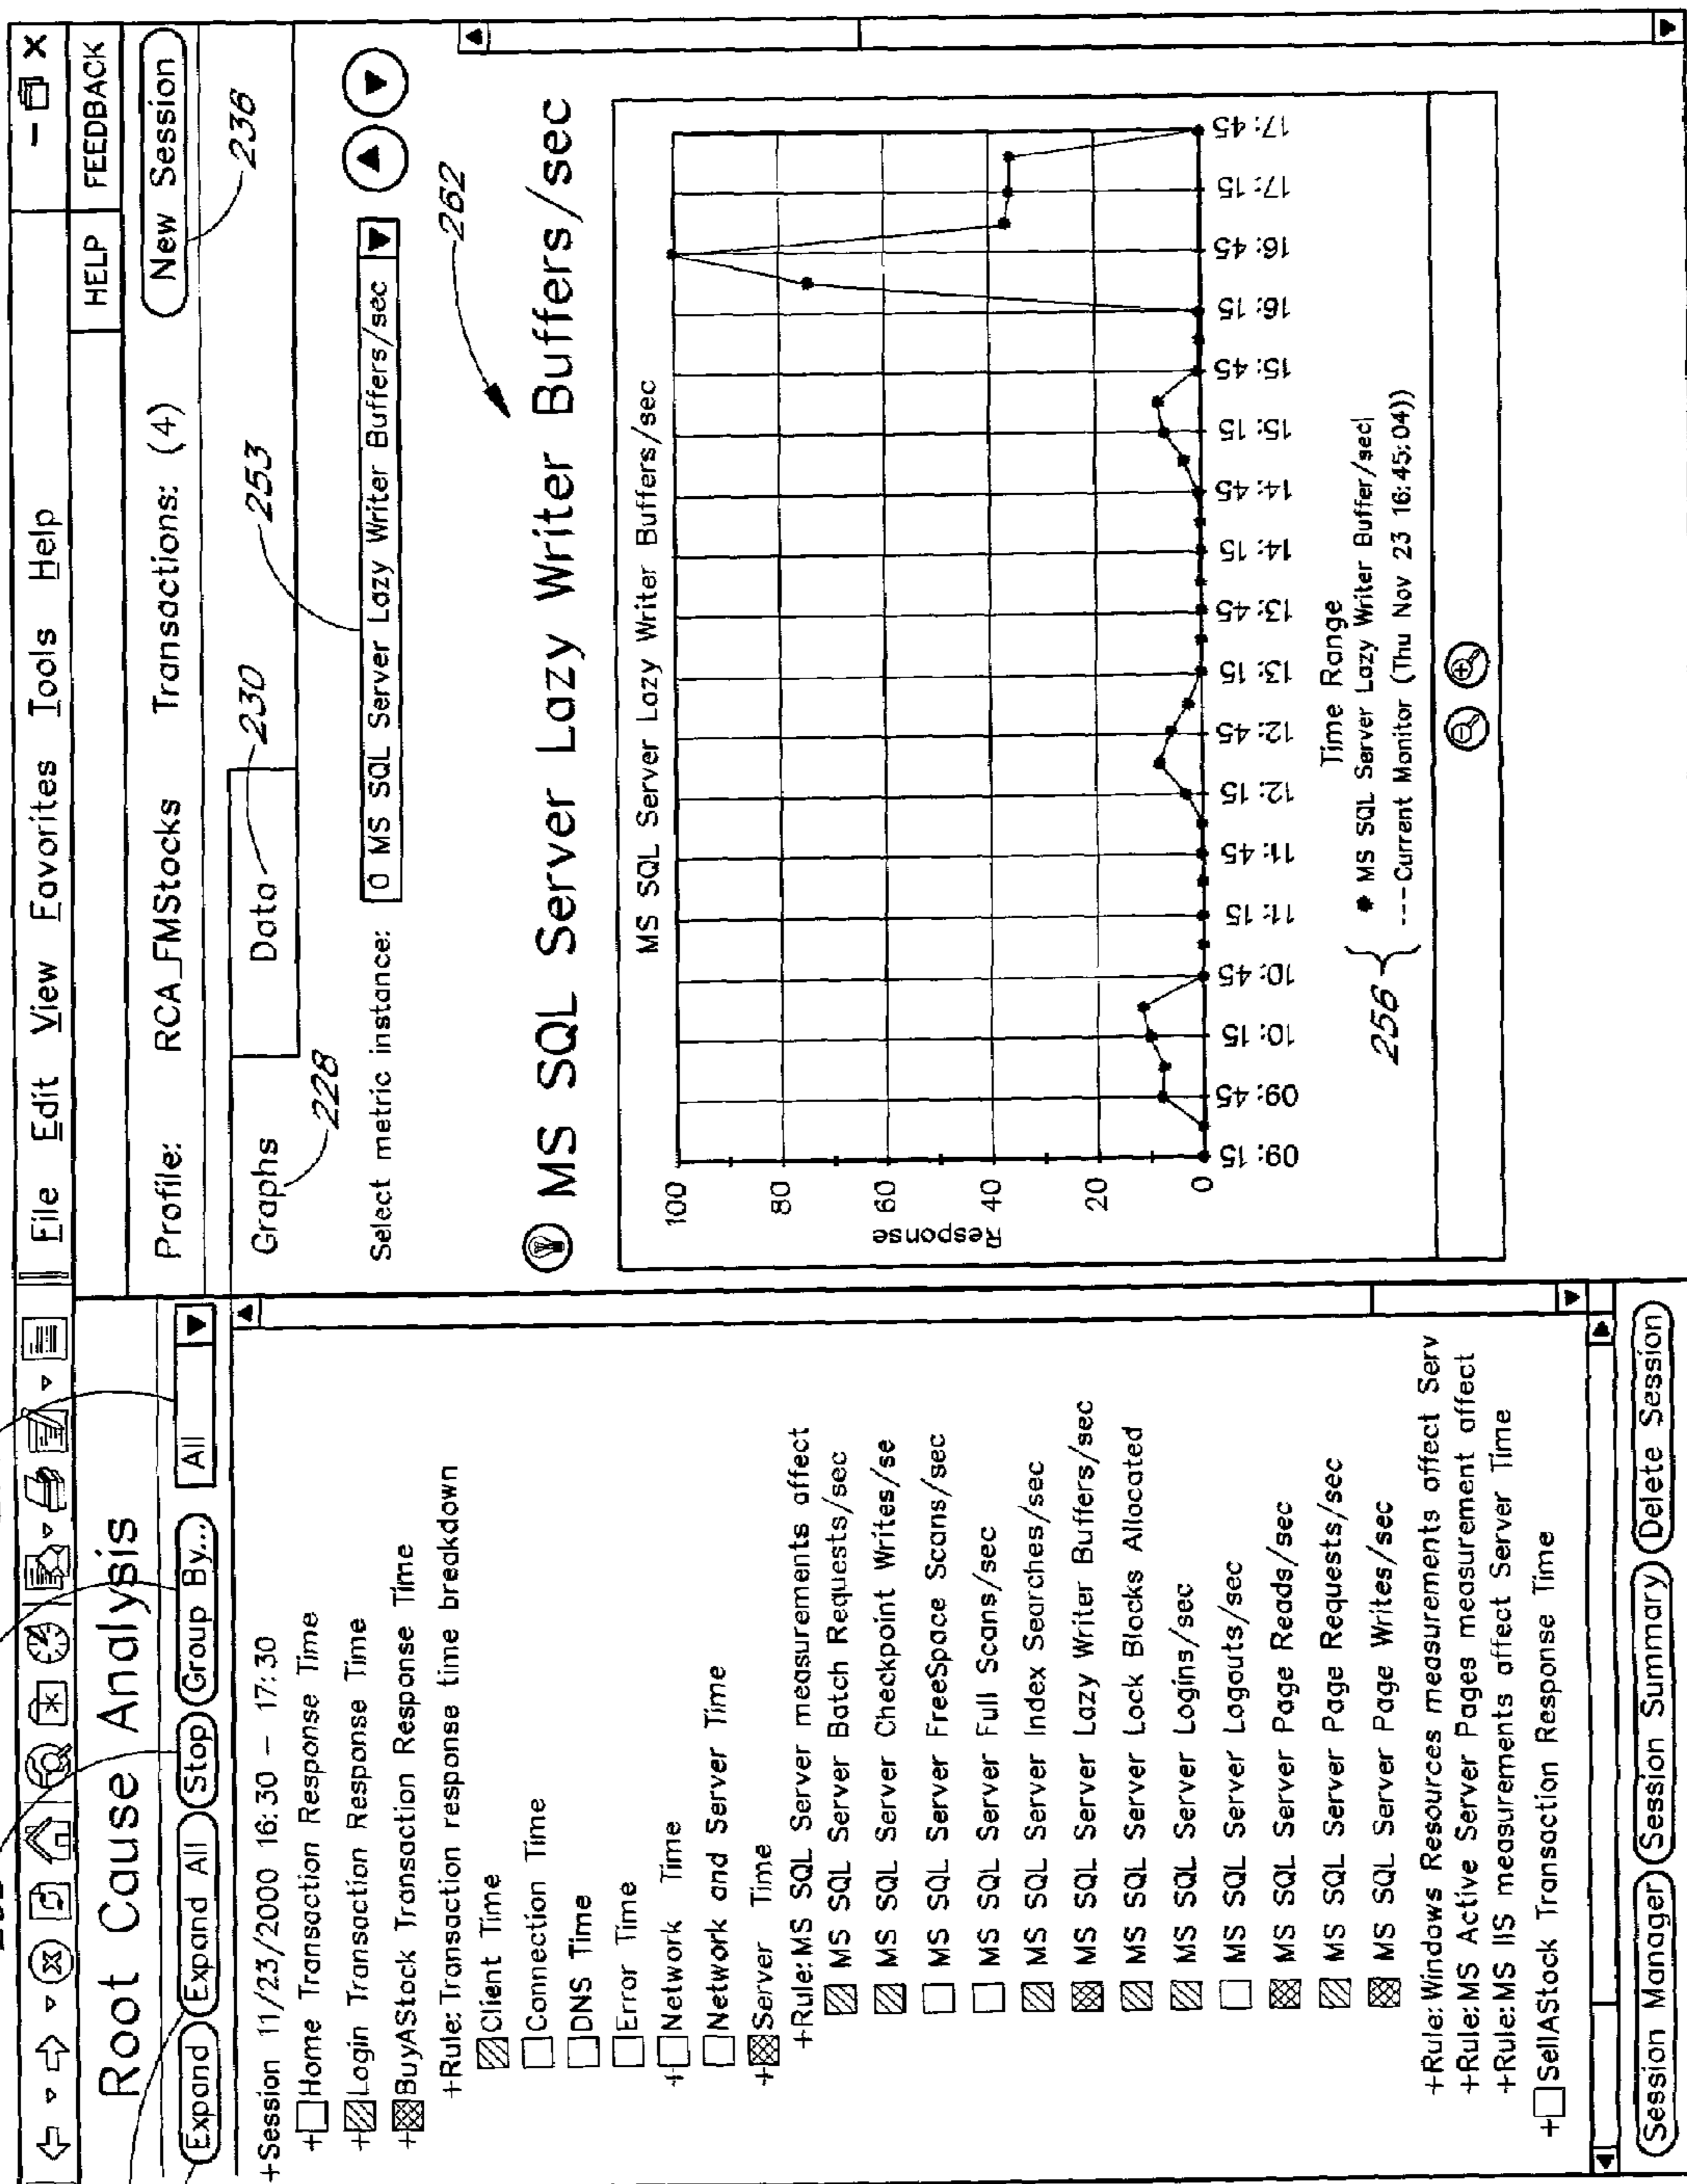 File Edit View Favorites Tools Help
HELP FEEDBACK
Root Cause Analysis
Expand Expand All Stop Group By... All
+Session 11/23/2000 16:30 – 17:30
+Home Transaction Response Time
+Login Transaction Response Time
+BuyAStock Transaction Response Time
+Rule: Transaction response time breakdown
Client Time
Connection Time
DNS Time
Error Time
+Network Time
Network and Server Time
+Server Time
+Rule: MS SQL Server measurements affect
MS SQL Server Batch Requests/sec
MS SQL Server Checkpoint Writes/se
MS SQL Server FreeSpace Scans/sec
MS SQL Server Full Scans/sec
MS SQL Server Index Searches/sec
MS SQL Server Lazy Writer Buffers/sec
MS SQL Server Lock Blocks Allocated
MS SQL Server Logins/sec
MS SQL Server Logouts/sec
MS SQL Server Page Reads/sec
MS SQL Server Page Requests/sec
MS SQL Server Page Writes/sec
+Rule: Windows Resources measurements affect Serv
+Rule: MS Active Server Pages measurement affect
+Rule: MS IIS measurements affect Server Time
+SellAStock Transaction Response Time
Session Manager Session Summary Delete Session
Profile: RCA_FMStocks Transactions: (4) New Session
236
Graphs Data
228
230
253
Select metric instance: 0 MS SQL Server Lazy Writer Buffers/sec
262
MS SQL Server Lazy Writer Buffers/sec
MS SQL Server Lazy Writer Buffers/sec
Response
100
80
60
40
20
0
09:15 09:45 10:15 10:45 11:15 11:45 12:15 12:45 13:15 13:45 14:15 14:45 15:15 15:45 16:15 16:45 17:15 17:45
Time Range
256
MS SQL Server Lazy Writer Buffer/sec|
----Current Monitor (Thu Nov 23 16:45:04))